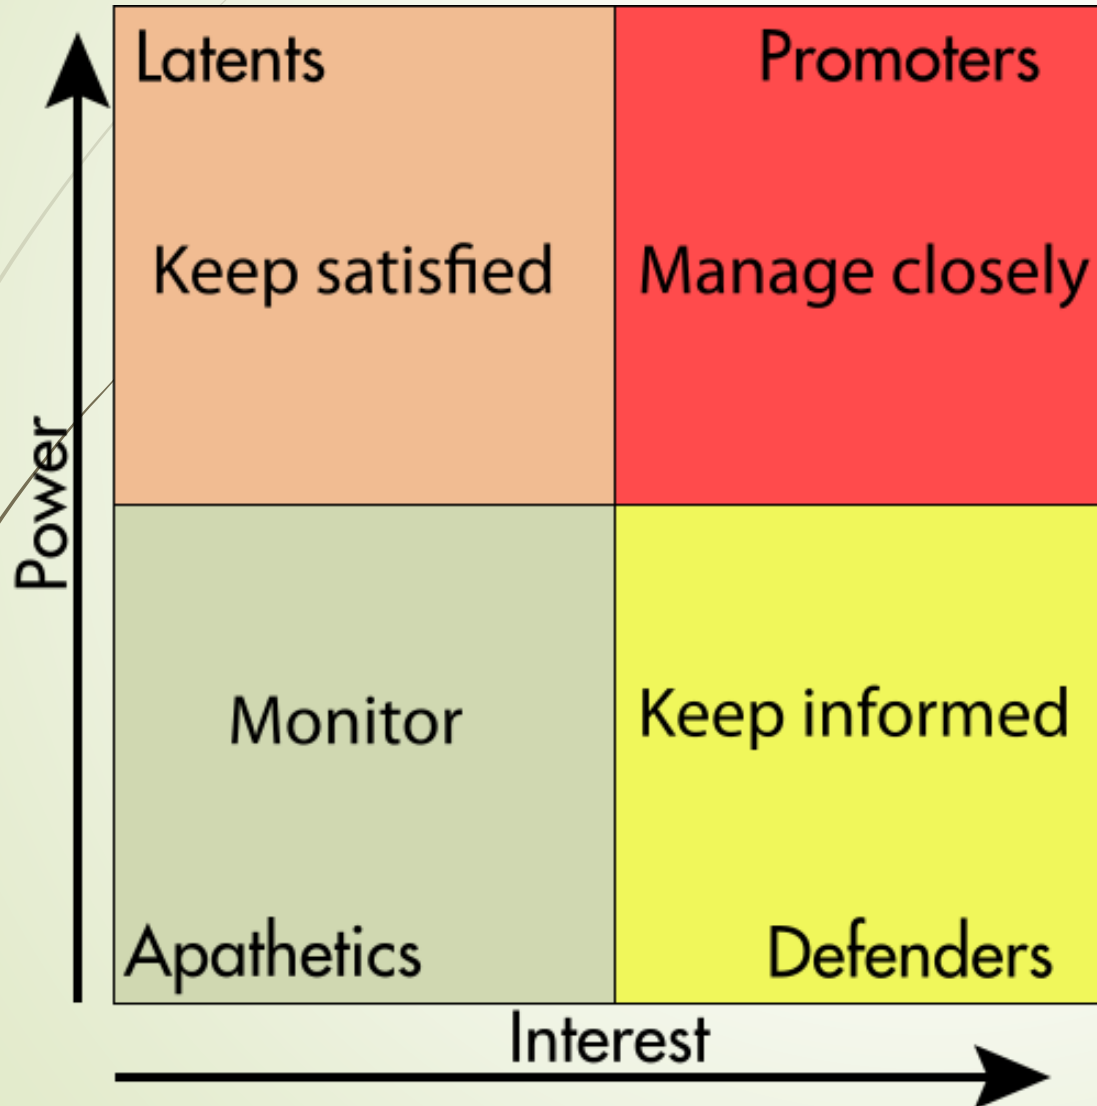 Latents
Promoters
Keep satisfied
Manage closely
Power
Monitor
Keep informed
Apathetics
Defenders
Interest